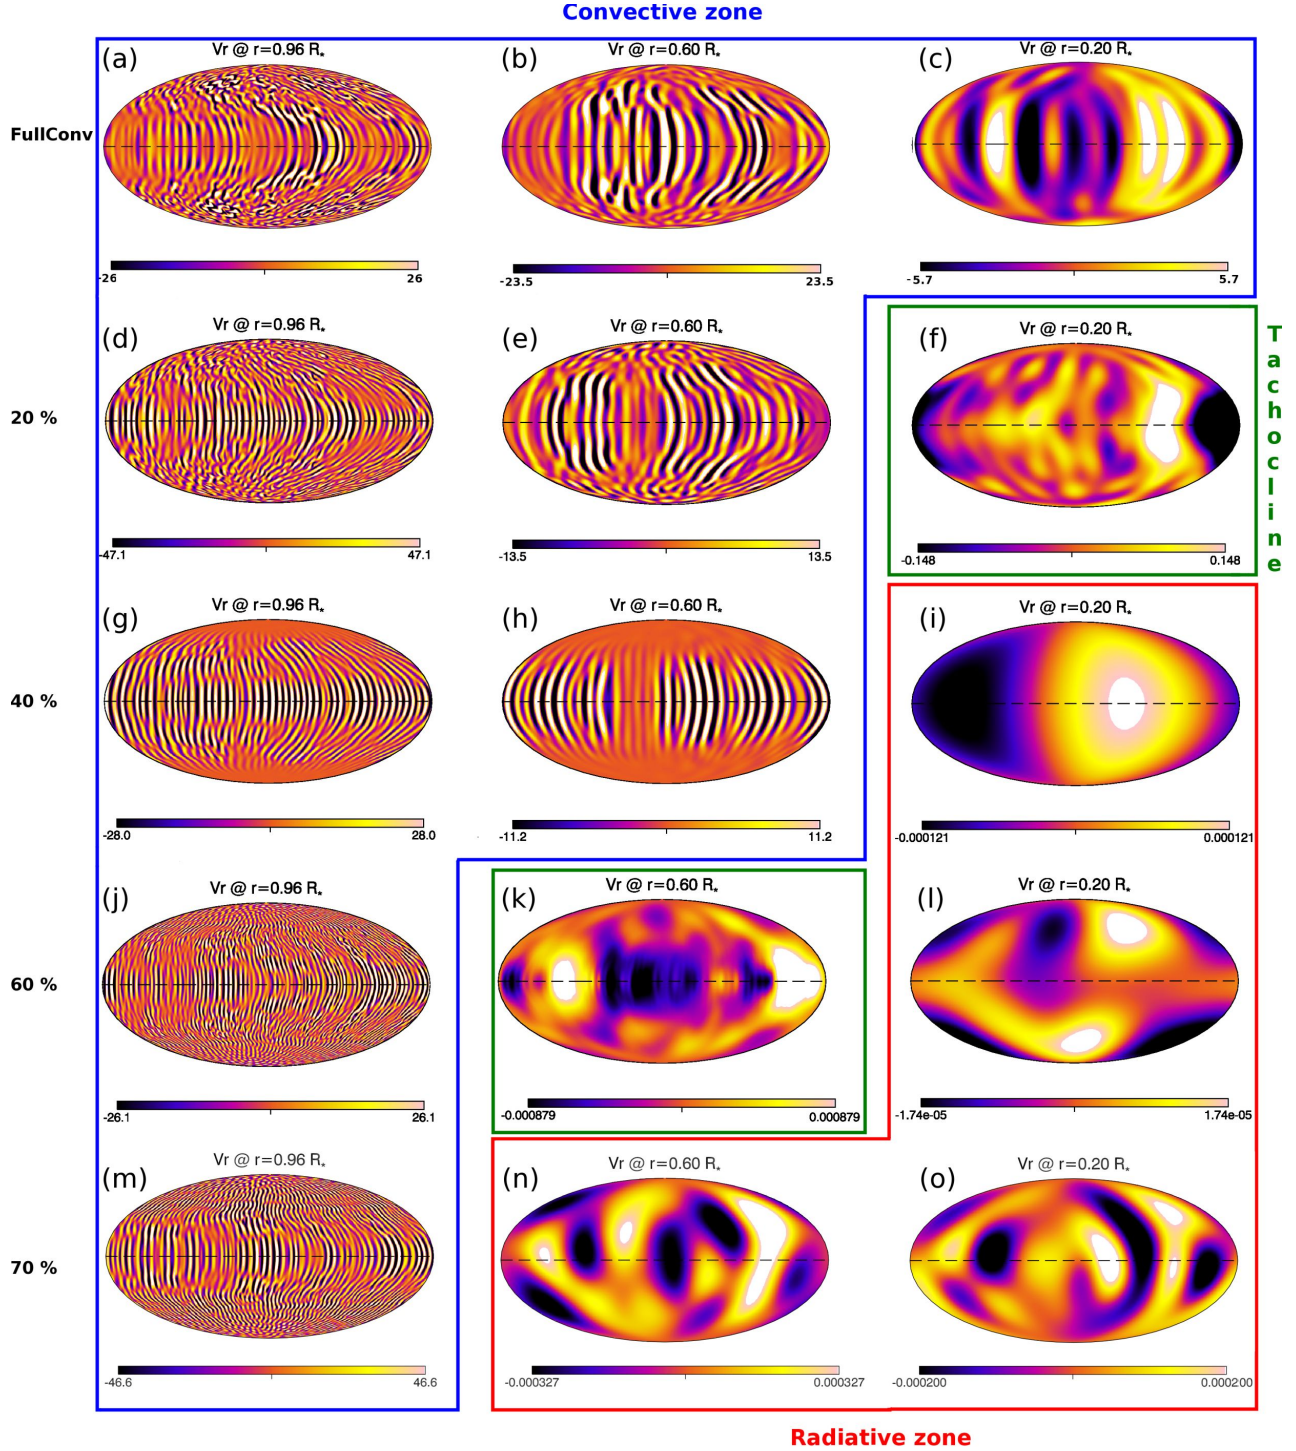 Convective zone
(a) Vr @ r=0.96 R*
(b) Vr @ r=0.60 R*
(c) Vr @ r=0.20 R*
FullConv
-26 26
-23.5 23.5
-5.7 5.7
(d) Vr @ r=0.96 R*
(e) Vr @ r=0.60 R*
(f) Vr @ r=0.20 R*
Tachocline
20 %
-47.1 47.1
-13.5 13.5
-0.148 0.148
(g) Vr @ r=0.96 R*
(h) Vr @ r=0.60 R*
(i) Vr @ r=0.20 R*
40 %
-28.0 28.0
-11.2 11.2
-0.000121 0.000121
(j) Vr @ r=0.96 R*
(k) Vr @ r=0.60 R*
(l) Vr @ r=0.20 R*
60 %
-26.1 26.1
-0.000879 0.000879
-1.74e-05 1.74e-05
(m) Vr @ r=0.96 R*
(n) Vr @ r=0.60 R*
(o) Vr @ r=0.20 R*
70 %
-46.6 46.6
-0.000327 0.000327
-0.000200 0.000200
Radiative zone